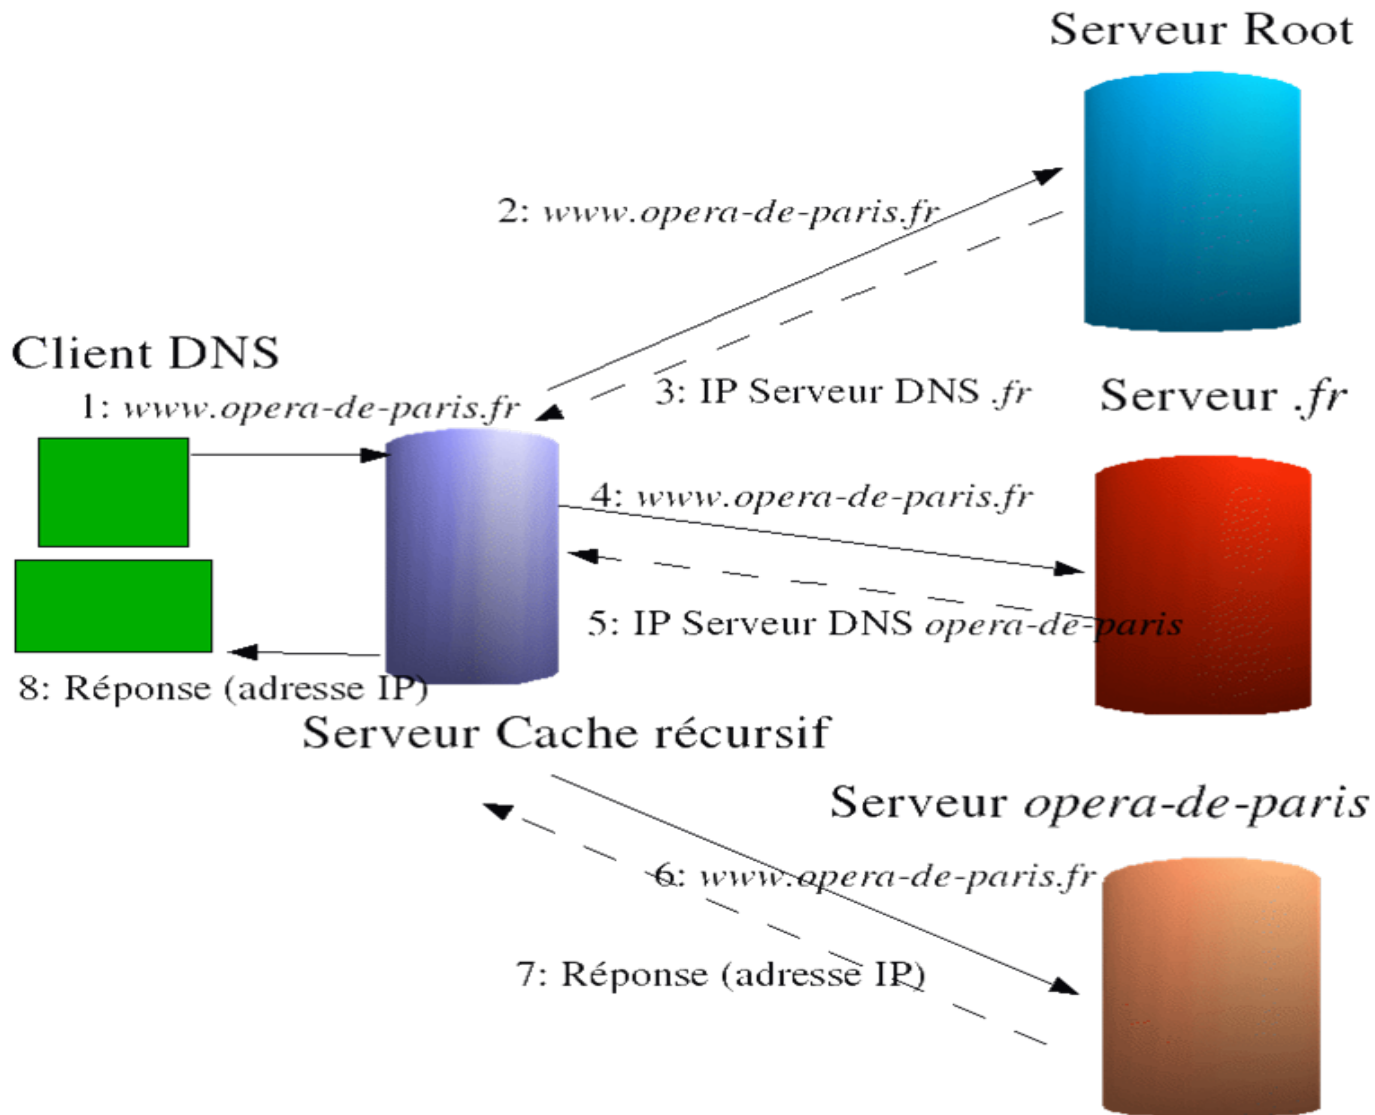 Serveur Root
2: www.opera-de-paris.fr
Client DNS
1: www.opera-de-paris.fr
3: IP Serveur DNS .fr
Serveur .fr
4: www.opera-de-paris.fr
5: IP Serveur DNS opera-de-paris
8: Réponse (adresse IP)
Serveur Cache récursif
Serveur opera-de-paris
6: www.opera-de-paris.fr
7: Réponse (adresse IP)